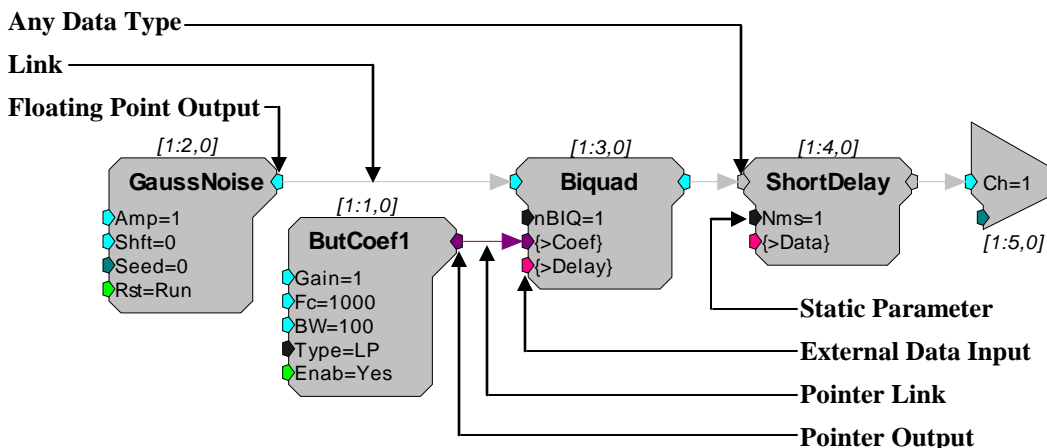 Any Data Type
Link
Floating Point Output
[1:2,0]
GaussNoise
Amp=1
Shft=0
Seed=0
Rst=Run
[1:1,0]
ButCoef1
Gain=1
Fc=1000
BW=100
Type=LP
Enab=Yes
[1:3,0]
Biquad
nBIQ=1
{>Coef}
{>Delay}
[1:4,0]
ShortDelay
Nms=1
{>Data}
Ch=1
[1:5,0]
Static Parameter
External Data Input
Pointer Link
Pointer Output